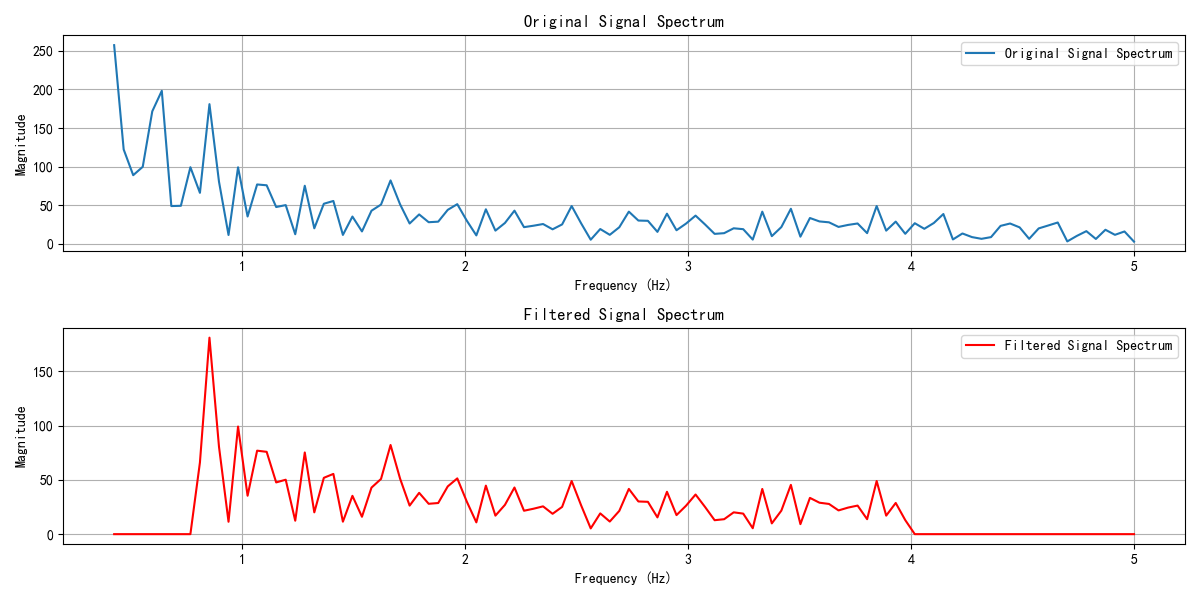 Original Signal Spectrum
Original Signal Spectrum
Magnitude
250
200
150
100
50
0
1
2
3
4
5
Frequency (Hz)
Filtered Signal Spectrum
Filtered Signal Spectrum
Magnitude
150
100
50
0
1
2
3
4
5
Frequency (Hz)